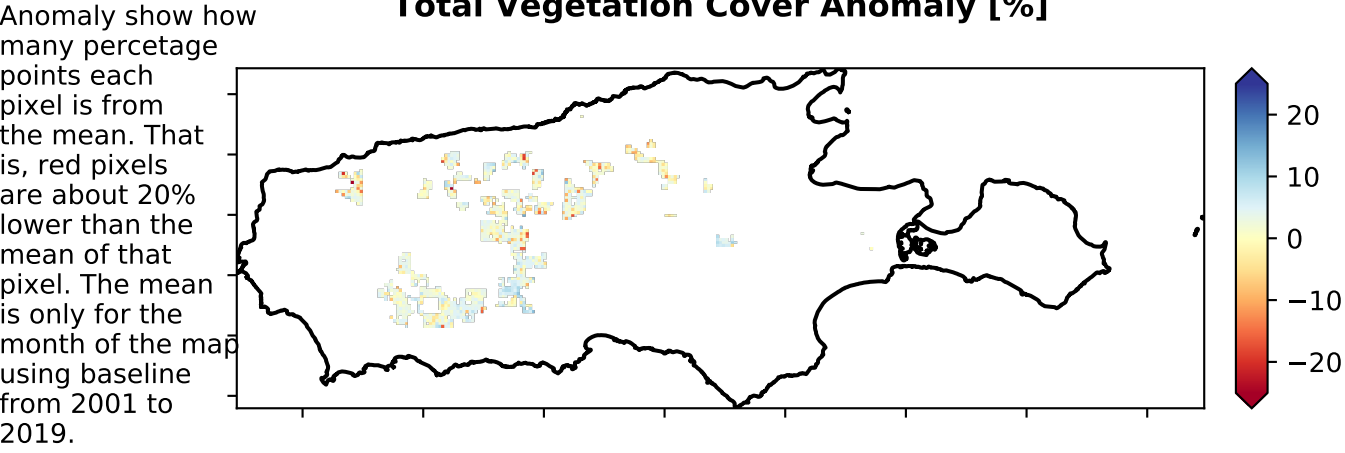 Total Vegetation Cover Anomaly [%]
Anomaly show how
many percetage
points each
pixel is from
the mean. That
is, red pixels
are about 20%
lower than the
mean of that
pixel. The mean
is only for the
month of the map
using baseline
from 2001 to
2019.
20
10
0
−10
−20